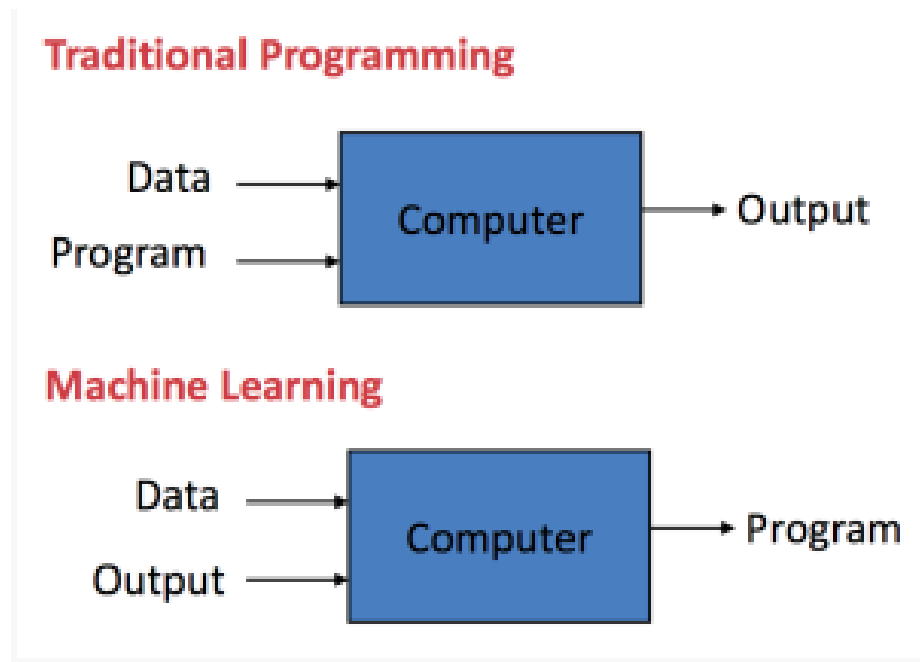 Traditional Programming
Data
Program
Computer
Output
Machine Learning
Data
Output
Computer
Program